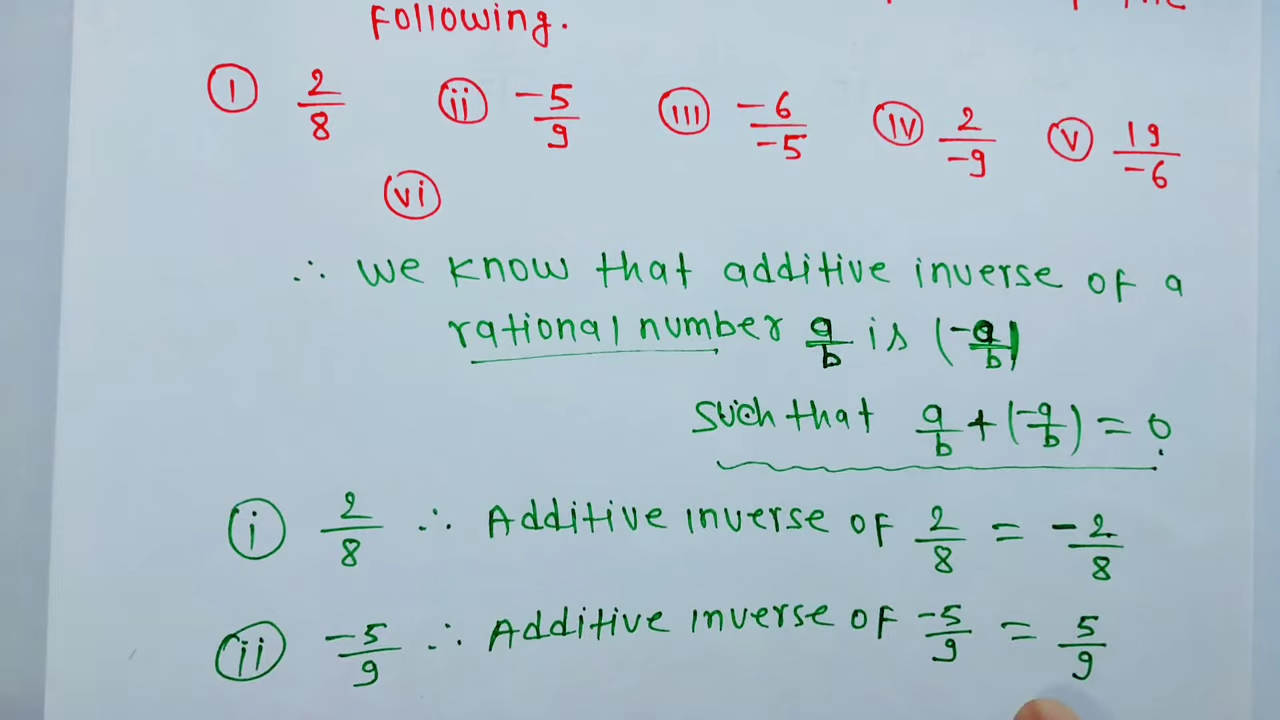 Following.
(i) 2/8 (ii) -5/9 (iii) -6/-5 (iv) 2/-9 (v) 19/-6
(vi)
∴ We know that additive inverse of a
rational number a/b is (-a/b)
Such that a/b + (-a/b) = 0
(i) 2/8 ∴ Additive inverse of 2/8 = -2/8
(ii) -5/9 ∴ Additive inverse of -5/9 = 5/9